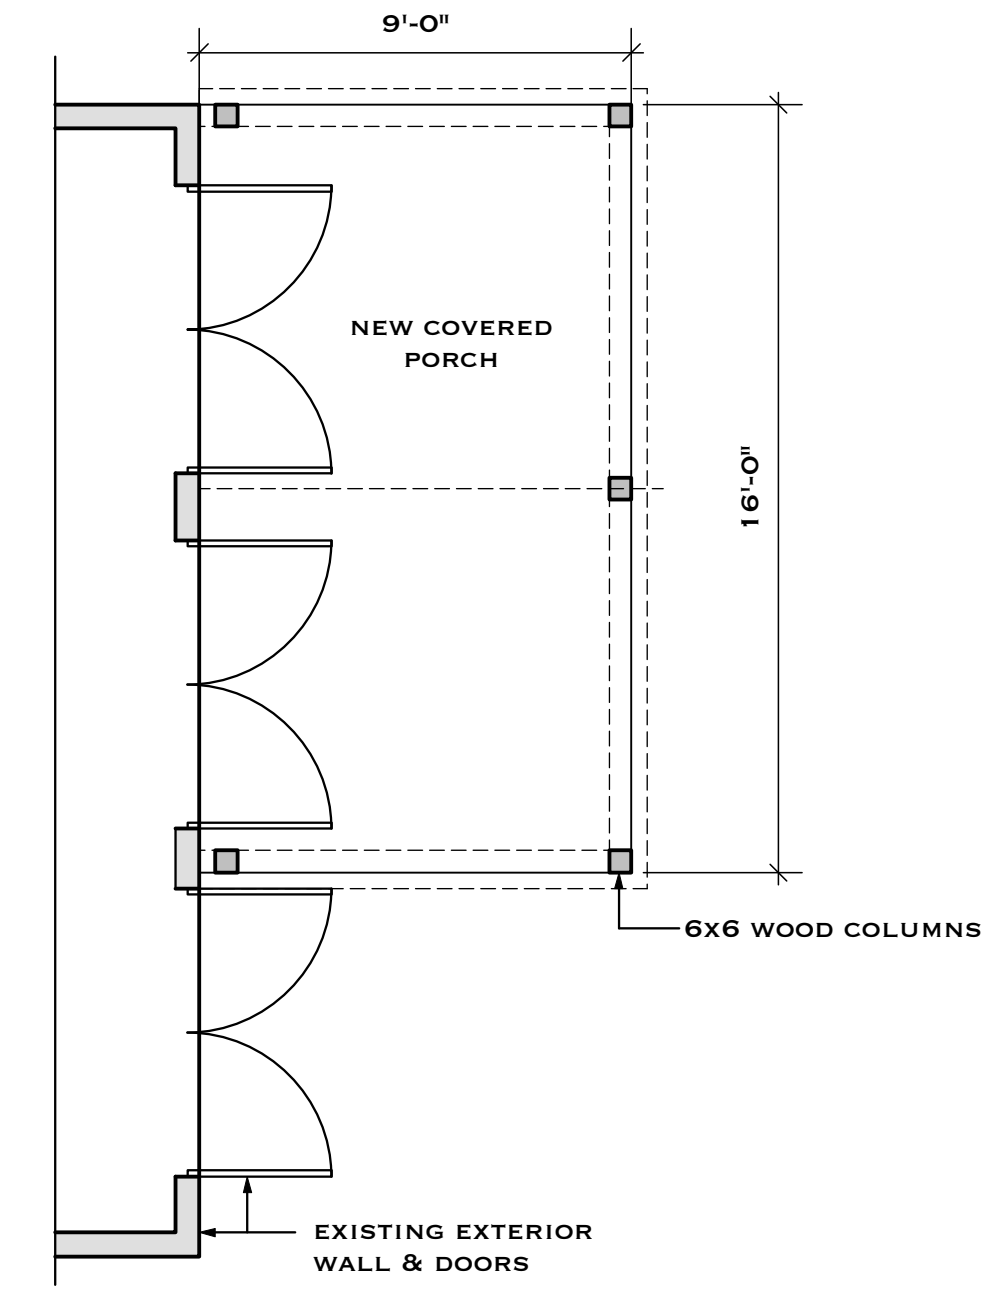 9'-0"
NEW COVERED
PORCH
16'-0"
6x6 WOOD COLUMNS
EXISTING EXTERIOR
WALL & DOORS